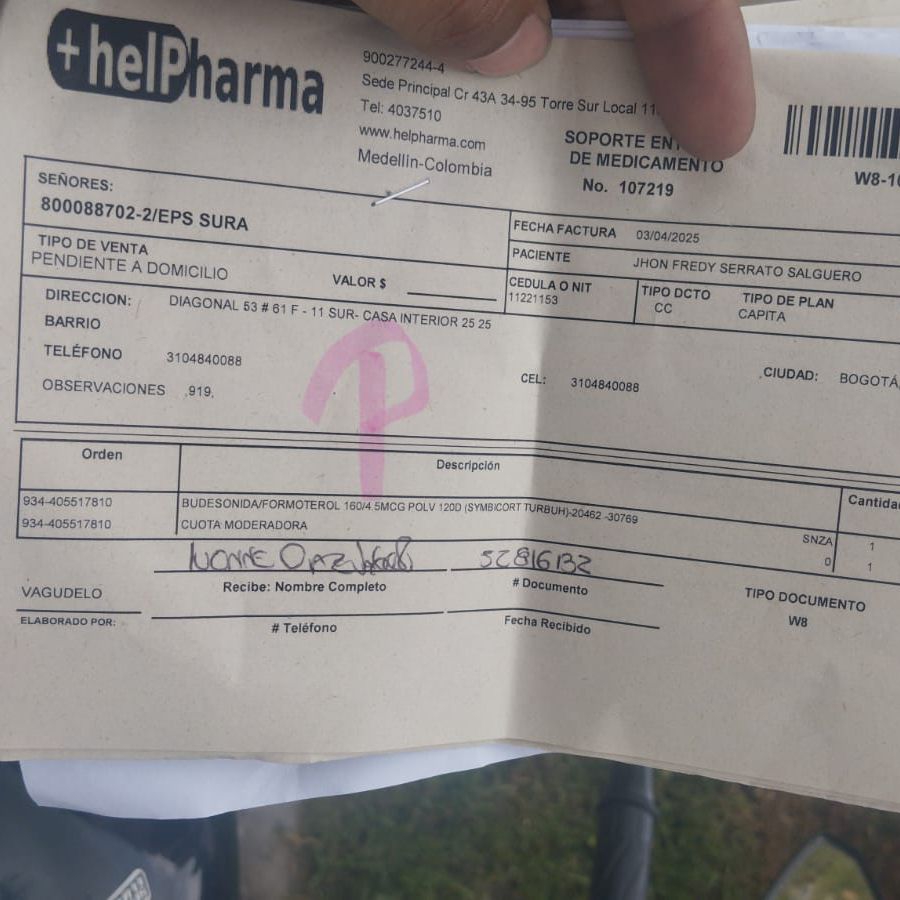 +helPharma
900277244-4
Sede Principal Cr 43A 34-95 Torre Sur Local 11
Tel: 4037510
www.helpharma.com
Medellin-Colombia
SOPORTE
DE MEDICAMENTO
No. 107219
W8-10
SEÑORES:
800088702-2/EPS SURA
TIPO DE VENTA
PENDIENTE A DOMICILIO
VALOR $
FECHA FACTURA 03/04/2025
PACIENTE JHON FREDY SERRATO SALGUERO
CEDULA O NIT
11221153
TIPO DCTO
CC
TIPO DE PLAN
CAPITA
DIRECCION: DIAGONAL 53 # 61 F - 11 SUR- CASA INTERIOR 25 25
BARRIO
TELÉFONO 3104840088
CEL: 3104840088
CIUDAD: BOGOTÁ,
OBSERVACIONES ,919,
P
Orden Descripción Cantidad
934-405517810 BUDESONIDA/FORMOTEROL 160/4.5MCG POLV 120D (SYMBICORT TURBUH)-20462 -30769 SNZA 1
934-405517810 CUOTA MODERADORA 0 1
IVONNE DIAZ 52816132
Recibe: Nombre Completo # Documento
VAGUDELO
ELABORADO POR:
# Teléfono Fecha Recibido
TIPO DOCUMENTO
W8